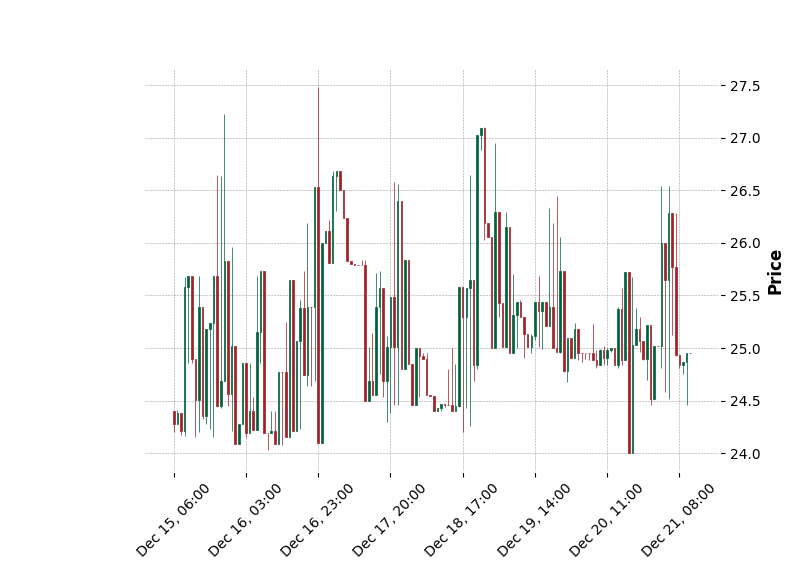 27.5
27.0
26.5
26.0
25.5
25.0
24.5
24.0
Price
Dec 15, 06:00
Dec 16, 03:00
Dec 16, 23:00
Dec 17, 20:00
Dec 18, 17:00
Dec 19, 14:00
Dec 20, 11:00
Dec 21, 08:00